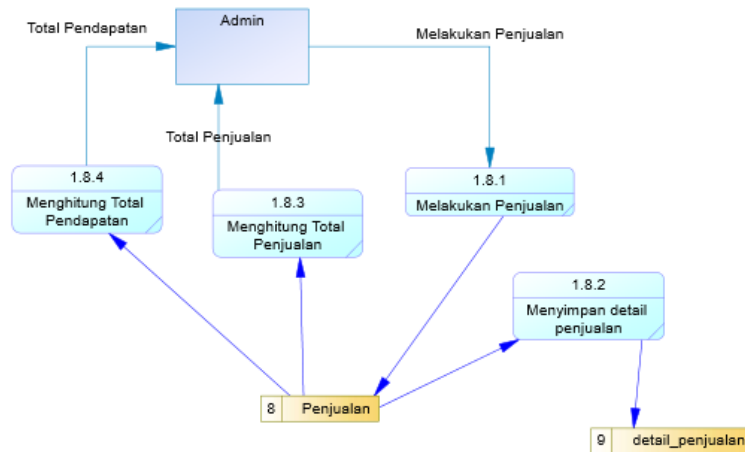 Admin
Total Pendapatan
Melakukan Penjualan
Total Penjualan
1.8.4
Menghitung Total
Pendapatan
1.8.3
Menghitung Total
Penjualan
1.8.1
Melakukan Penjualan
1.8.2
Menyimpan detail
penjualan
8 Penjualan
9 detail_penjualan